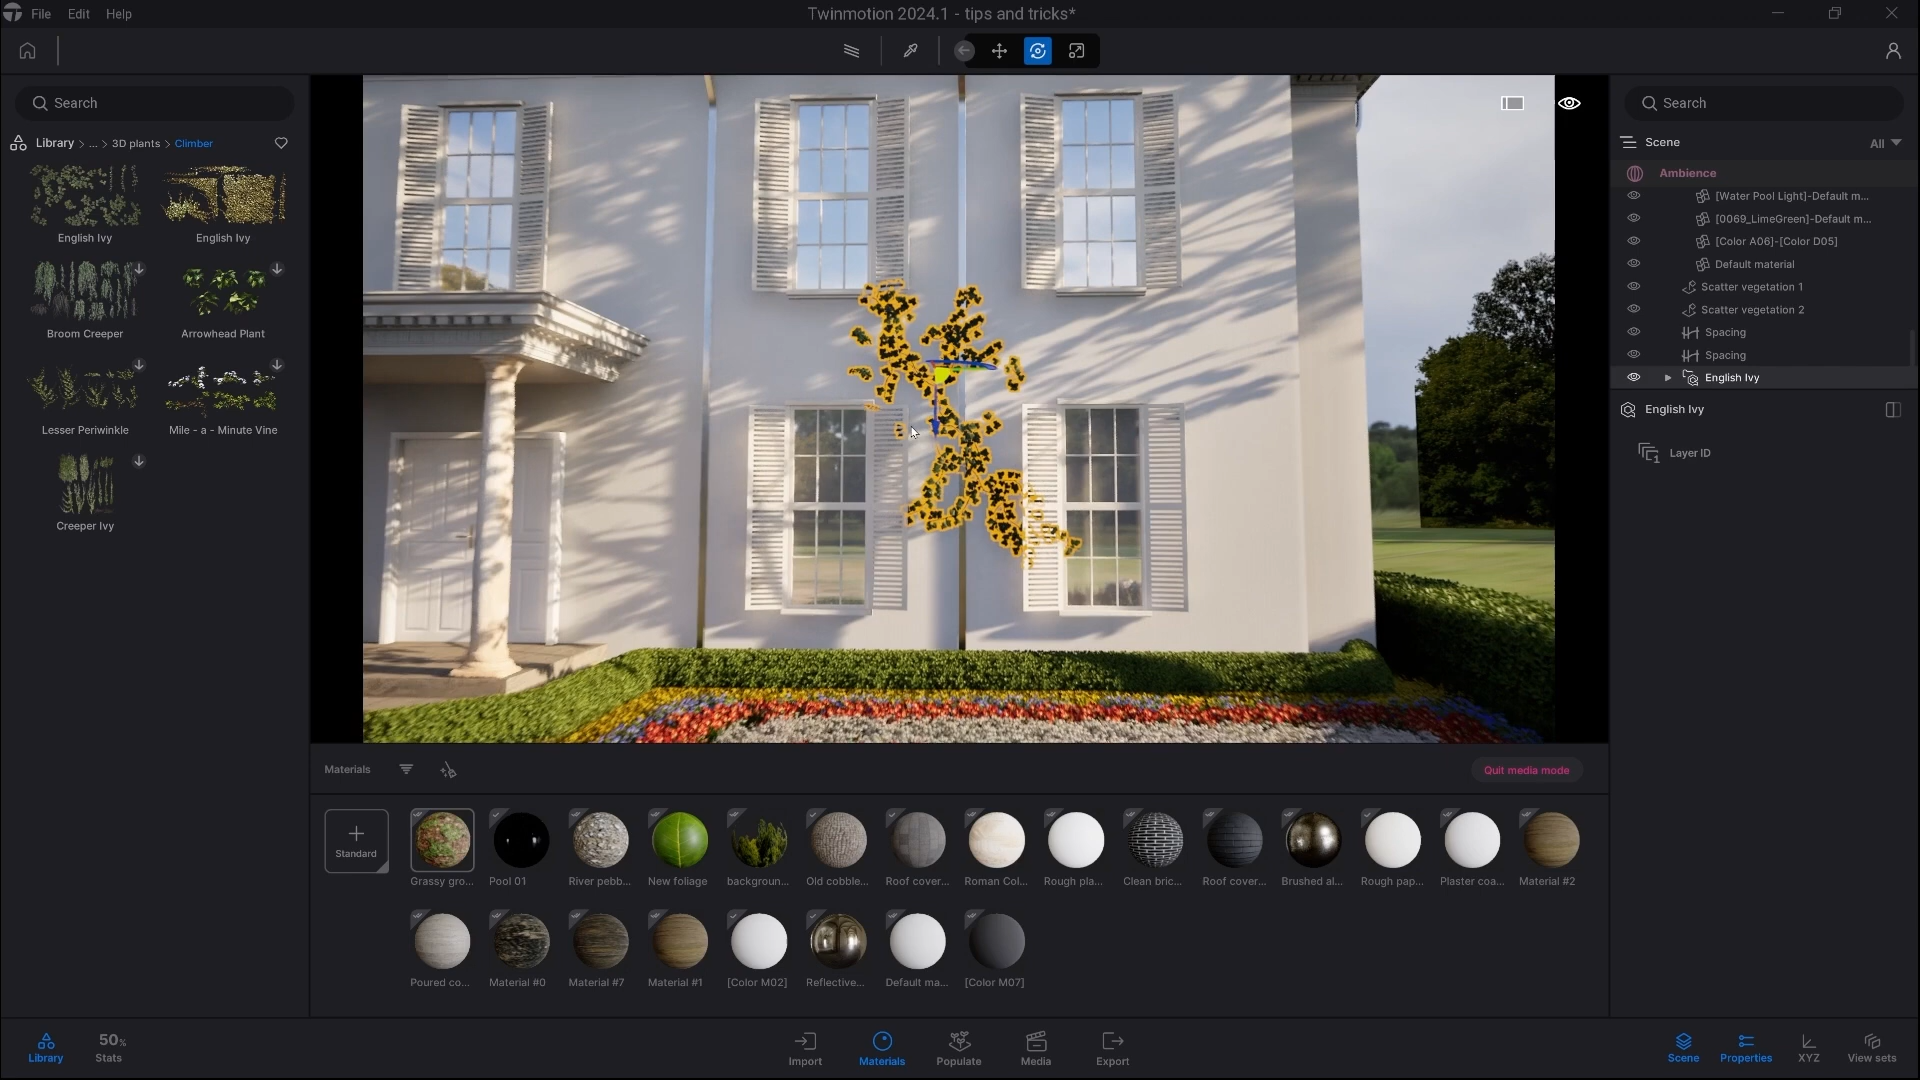 File Edit Help
Twinmotion 2024.1 - tips and tricks*
Search
Library > ... > 3D plants > Climber
English Ivy
English Ivy
Broom Creeper
Arrowhead Plant
Lesser Periwinkle
Mile - a - Minute Vine
Creeper Ivy
Search
Scene
All
Ambience
[Water Pool Light]-Default m...
[0069_LimeGreen]-Default m...
[Color A06]-[Color D05]
Default material
Scatter vegetation 1
Scatter vegetation 2
Spacing
Spacing
English Ivy
English Ivy
1
Layer ID
Materials
Quit media mode
Standard
Grassy gro...
Pool 01
River pebb...
New foliage
backgroun...
Old cobble...
Roof cover...
Roman Col...
Rough pla...
Clean bric...
Roof cover...
Brushed al...
Rough pap...
Plaster coa...
Material #2
Poured co...
Material #0
Material #7
Material #1
[Color M02]
Reflective...
Default ma...
[Color M07]
Library
50%
Stats
Import
Materials
Populate
Media
Export
Scene
Properties
XYZ
View sets